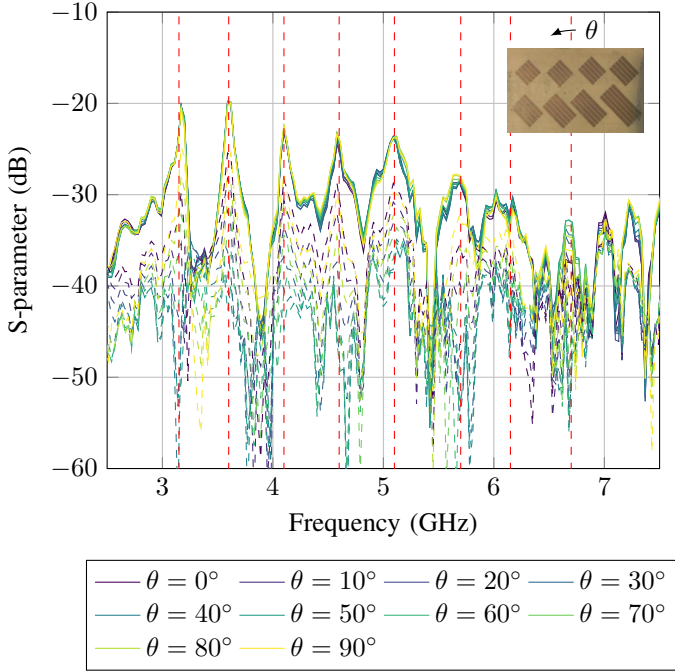 −10
−20
−30
−40
−50
−60
S-parameter (dB)
θ
3 4 5 6 7
Frequency (GHz)
θ = 0° θ = 10° θ = 20° θ = 30°
θ = 40° θ = 50° θ = 60° θ = 70°
θ = 80° θ = 90°